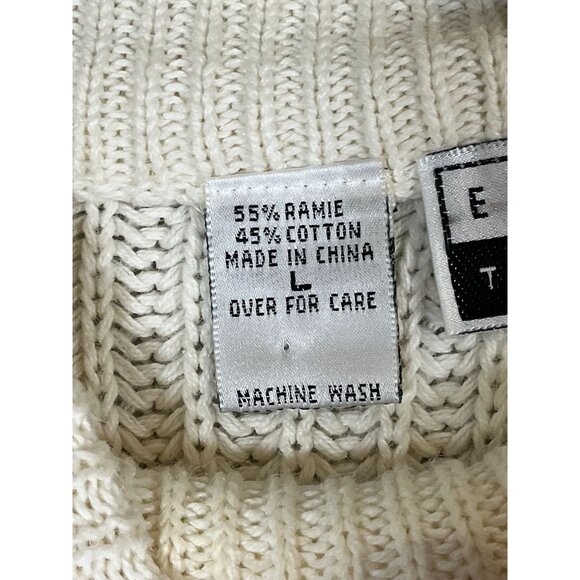 55% RAMIE
45% COTTON
MADE IN CHINA
L
OVER FOR CARE
MACHINE WASH
E
T